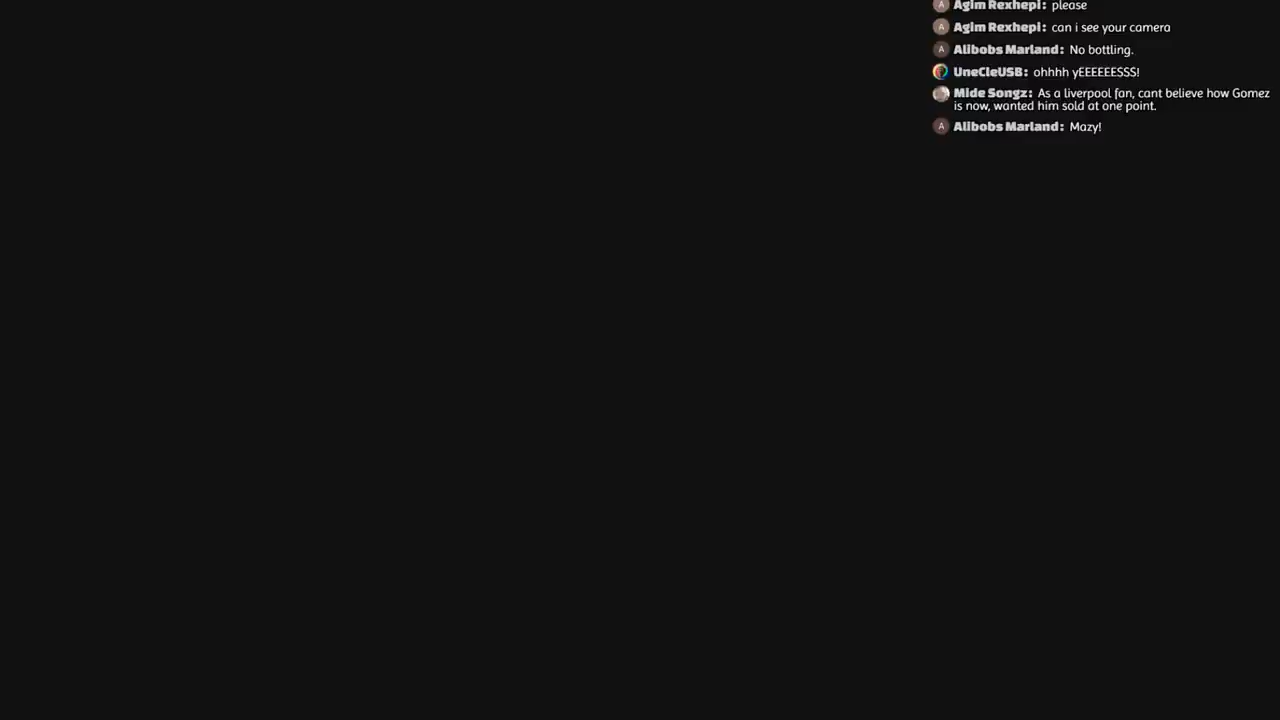 Agim Rexhepi: please
A Agim Rexhepi: can i see your camera
A Alibobs Marland: No bottling.
UneCleUSB: ohhhh yEEEEEESSS!
Mide Songz: As a liverpool fan, cant believe how Gomez
is now, wanted him sold at one point.
A Alibobs Marland: Mazy!